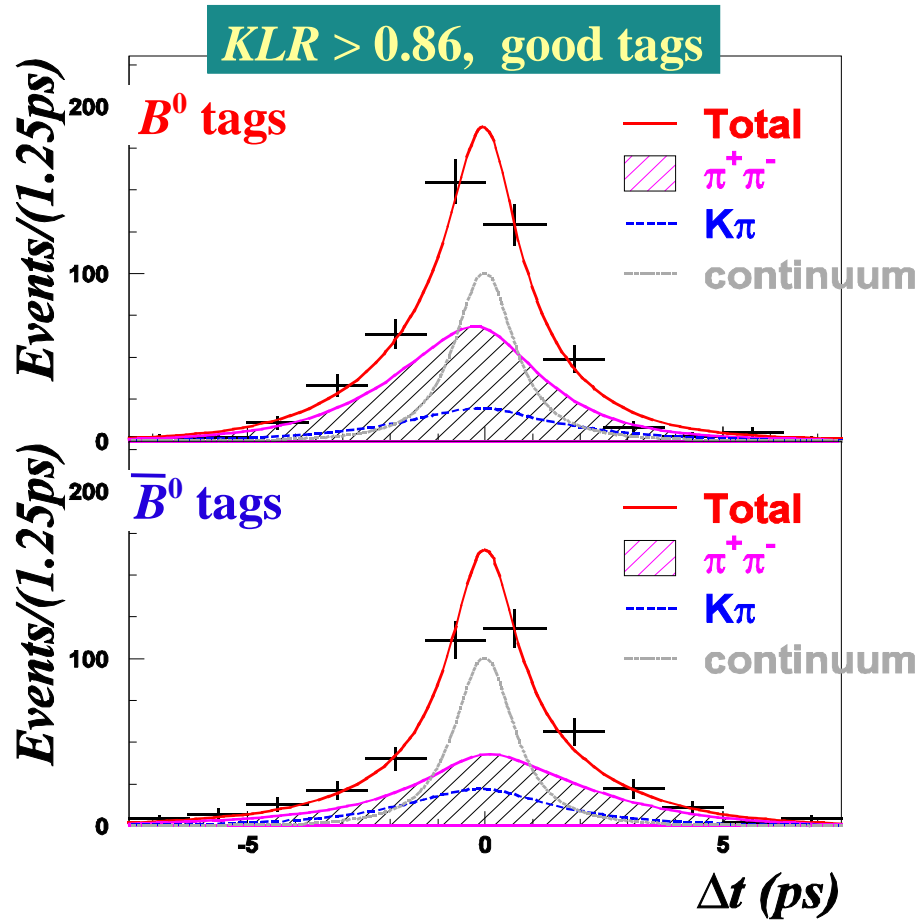 KLR > 0.86, good tags
Events/(1.25ps)
200
100
0
B⁰ tags
Total
π⁺π⁻
Kπ
continuum
Events/(1.25ps)
200
100
0
B̅⁰ tags
Total
π⁺π⁻
Kπ
continuum
-5
0
5
Δt (ps)